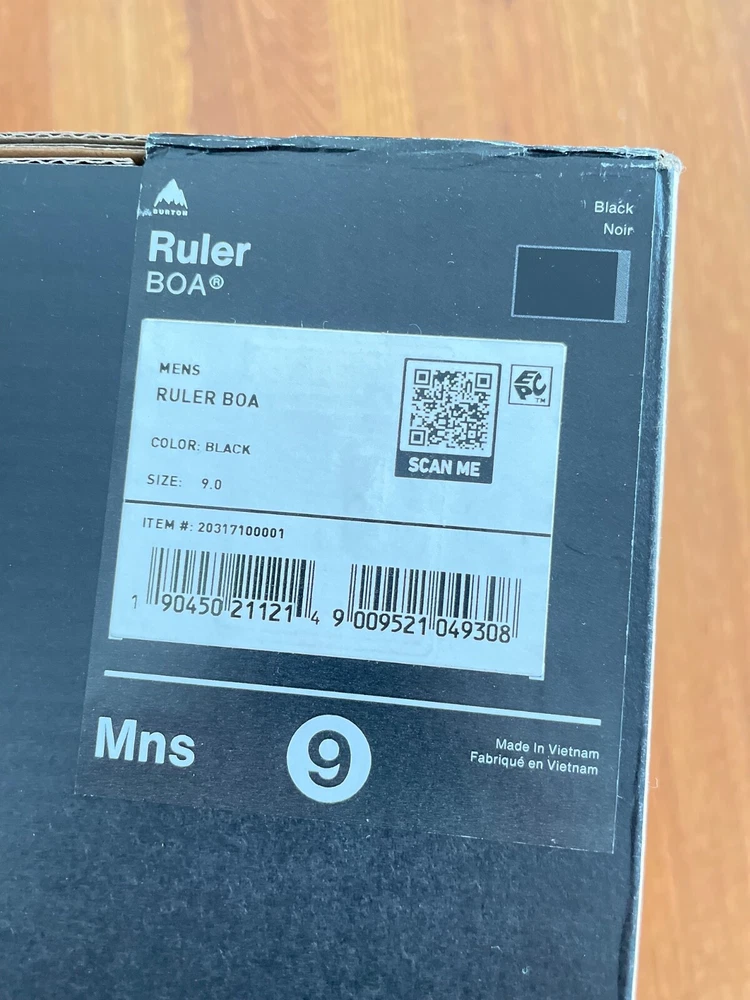 BURTON
Ruler
BOA®
Black
Noir
MENS
RULER BOA
COLOR: BLACK
SIZE: 9.0
SCAN ME
EPC™
ITEM #: 20317100001
1 90450 21121 4
9 009521 049308
Mns
9
Made In Vietnam
Fabriqué en Vietnam